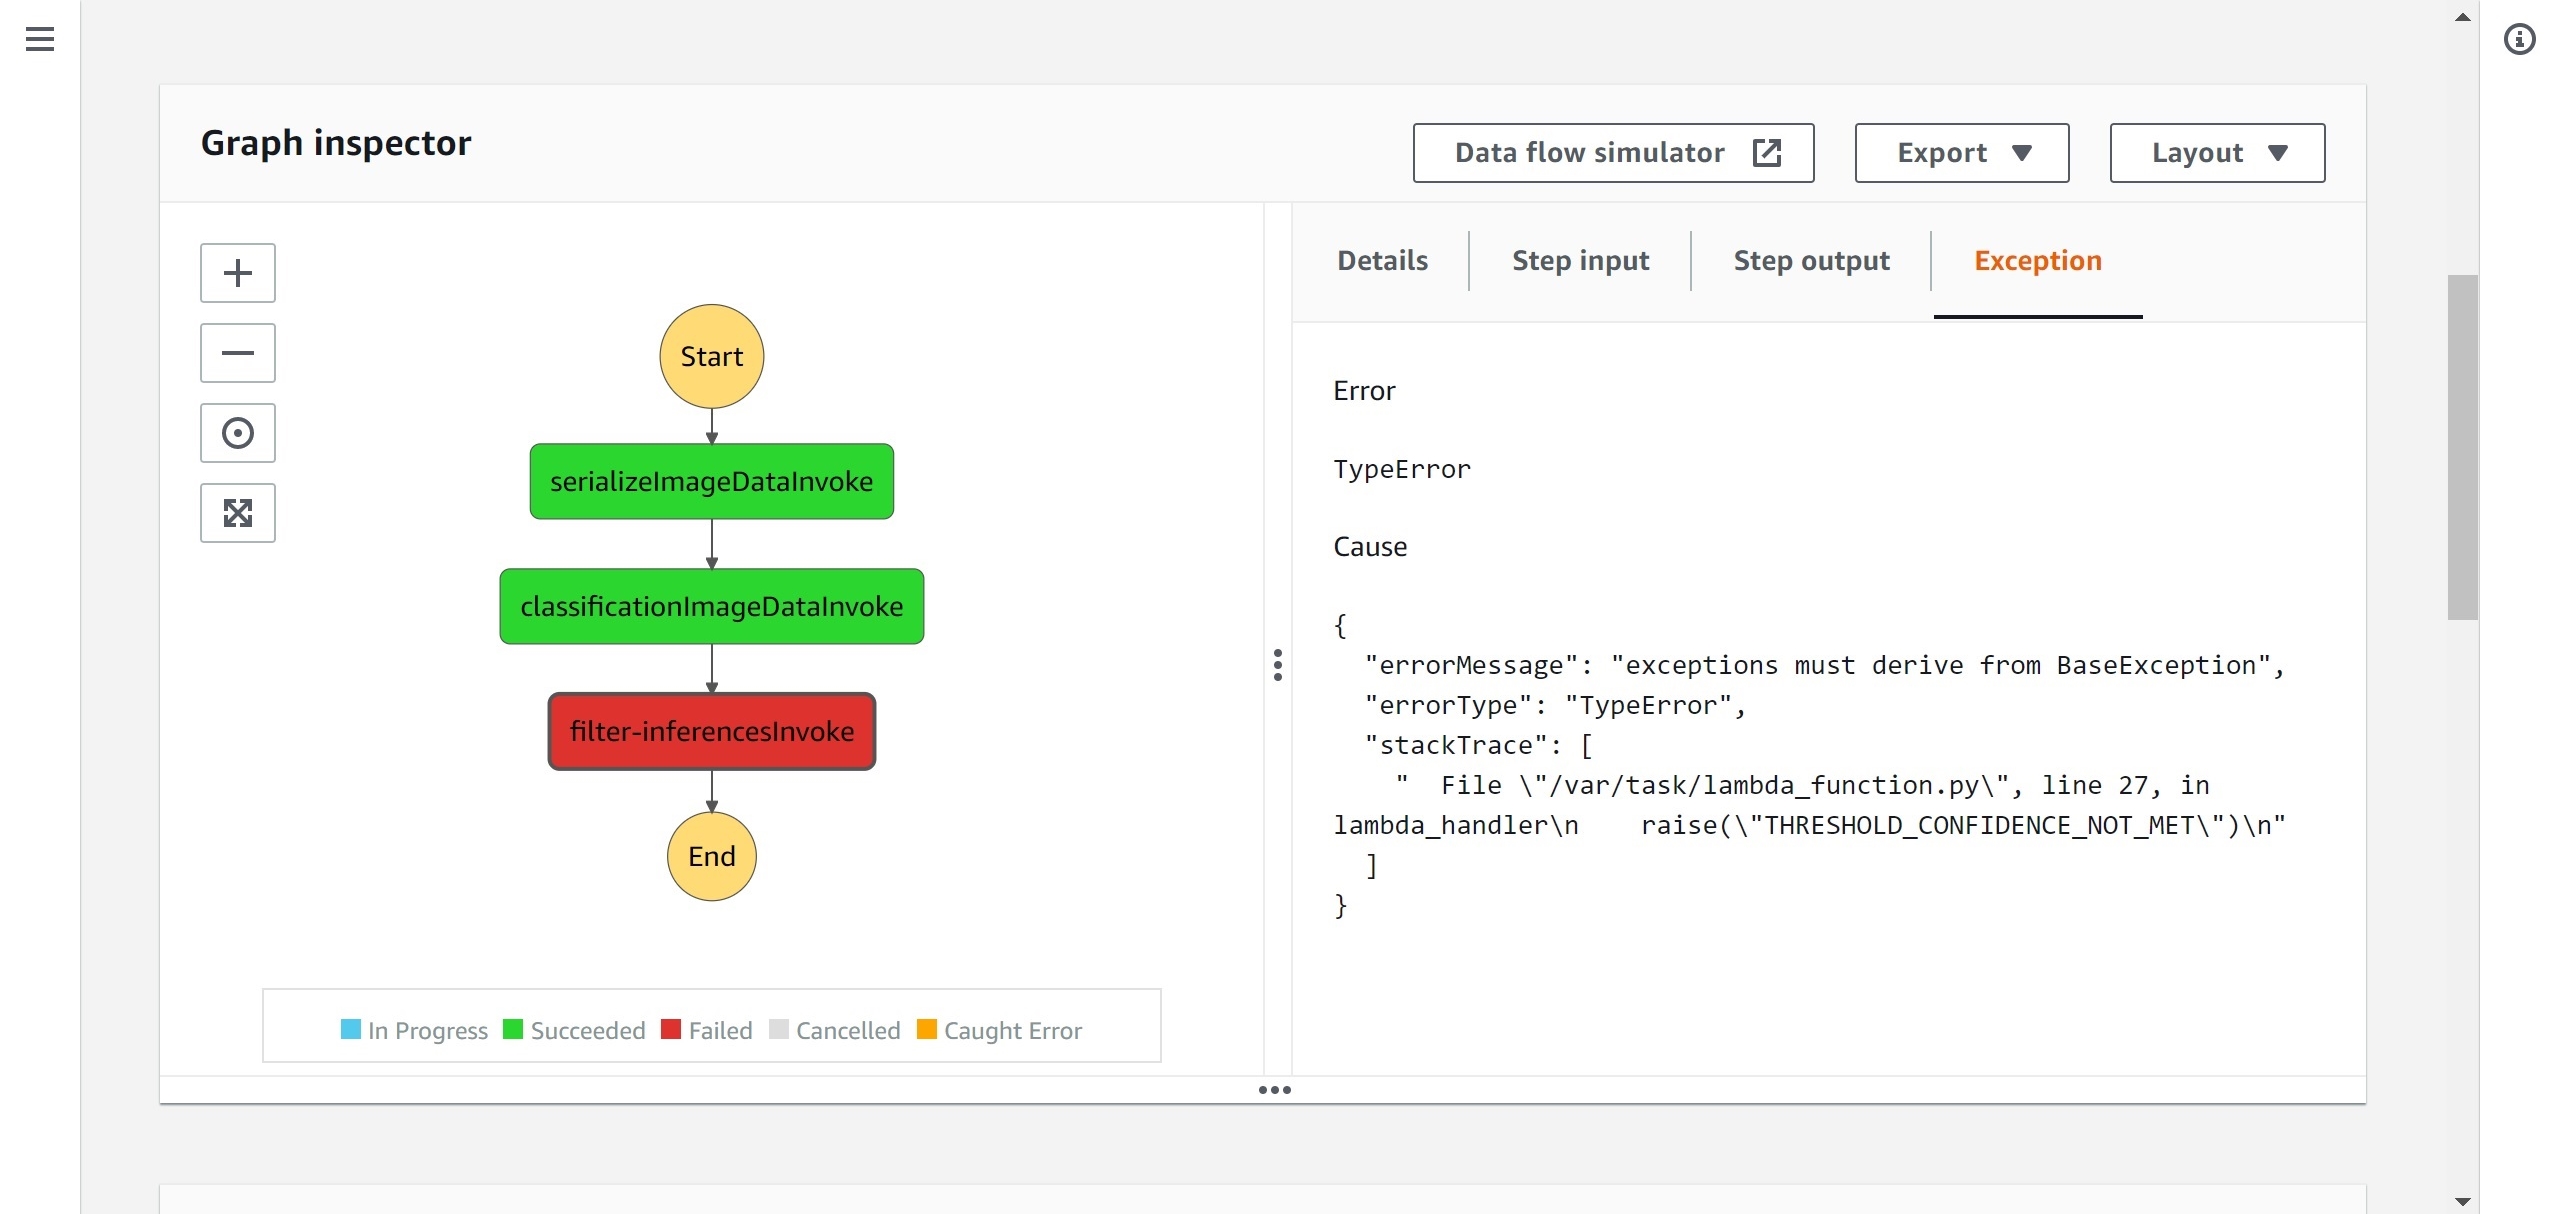 Graph inspector
Data flow simulator
Export
Layout
Start
serializeImageDataInvoke
classificationImageDataInvoke
filter-inferencesInvoke
End
In Progress Succeeded Failed Cancelled Caught Error
Details
Step input
Step output
Exception
Error
TypeError
Cause
{
  "errorMessage": "exceptions must derive from BaseException",
  "errorType": "TypeError",
  "stackTrace": [
    "  File \"/var/task/lambda_function.py\", line 27, in
lambda_handler\n    raise(\"THRESHOLD_CONFIDENCE_NOT_MET\")\n"
  ]
}